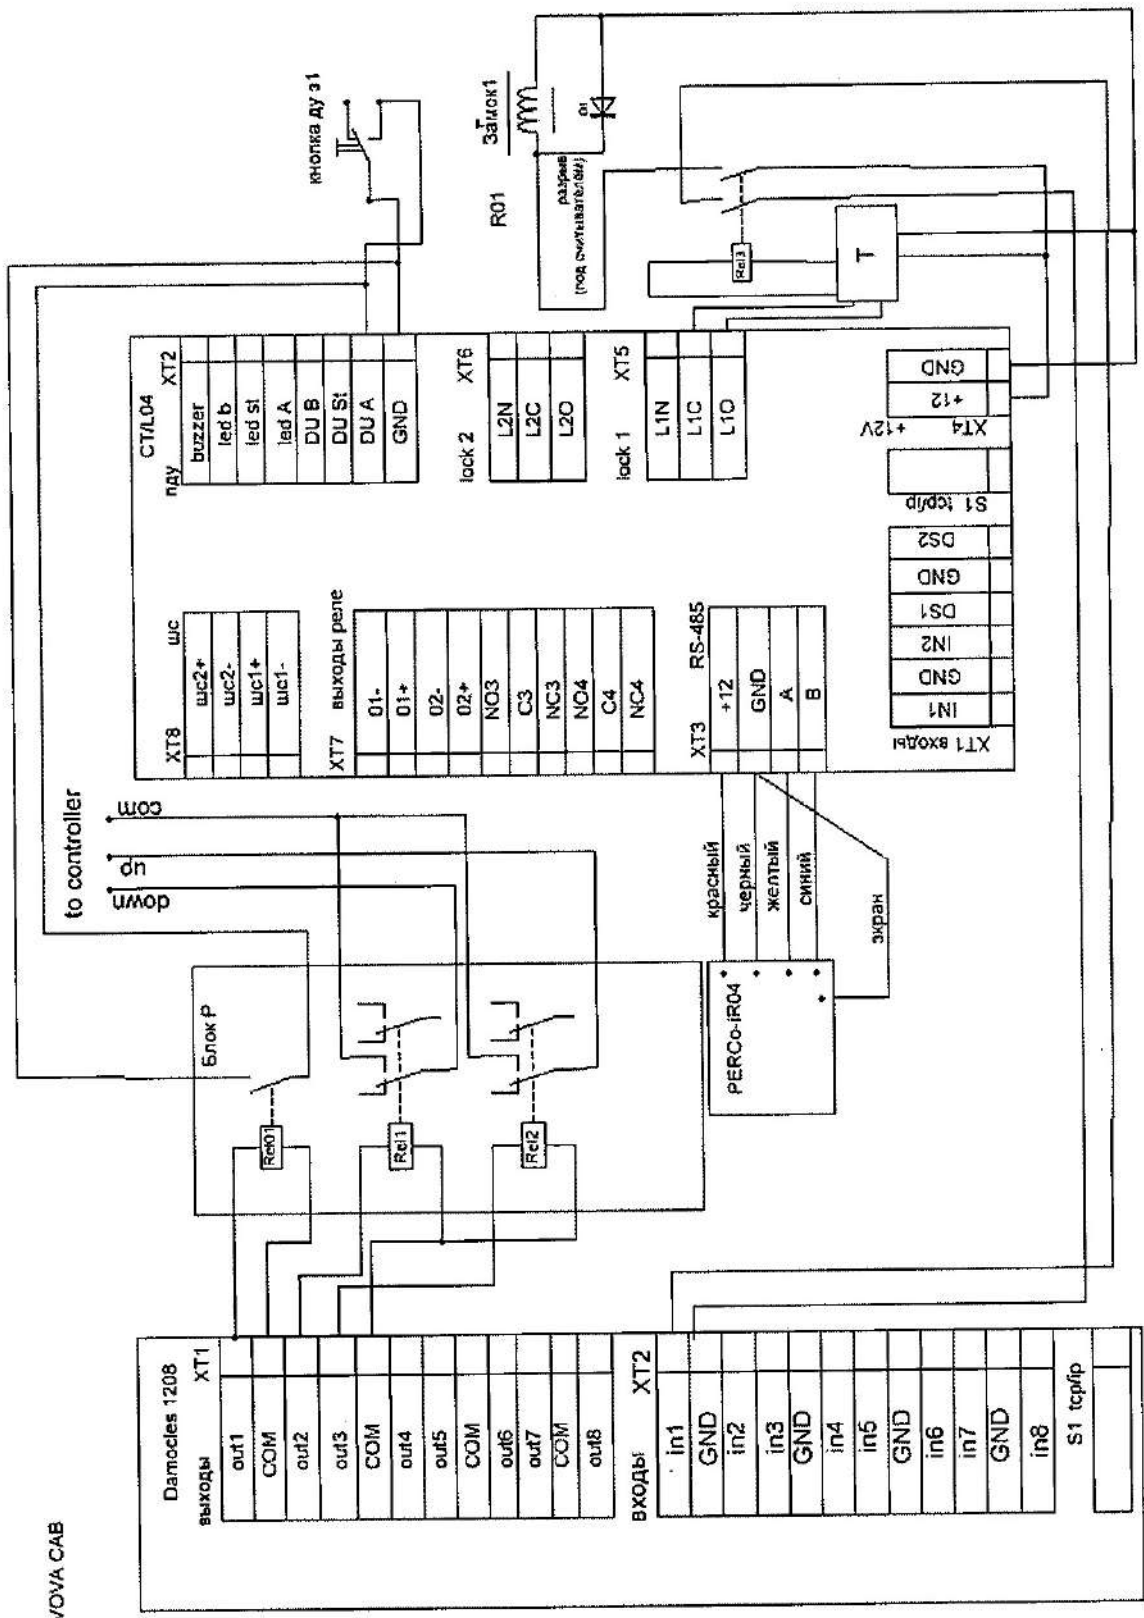 VOVA CAB
Damocles 1208
выходы XT1
out1
COM
out2
out3
COM
out4
out5
COM
out6
out7
COM
out8
ВХОДЫ XT2
in1
GND
in2
in3
GND
in4
in5
GND
in6
in7
GND
in8
S1 tcp/ip
Блок Р
Rel01
Rel1
Rel2
to controller
down
up
com
PERCo-IR04
красный
черный
желтый
синий
экран
CT/L04
XT8 шс
шс2+
шс2-
шс1+
шс1-
XT7 выходы реле
01-
01+
02-
02+
NO3
C3
NC3
NO4
C4
NC4
XT3 RS-485
+12
GND
A
B
XT1 входы
IN1
GND
IN2
DS1
GND
DS2
S1 tcp/ip
XT4 +12V
+12
GND
пду XT2
buzzer
led b
led st
led A
DU B
DU St
DU A
GND
lock 2 XT6
L2N
L2C
L2O
lock 1 XT5
L1N
L1C
L1O
кнопка ду з1
Замок1
R01
разрыв
(под считывателем)
Rel3
T